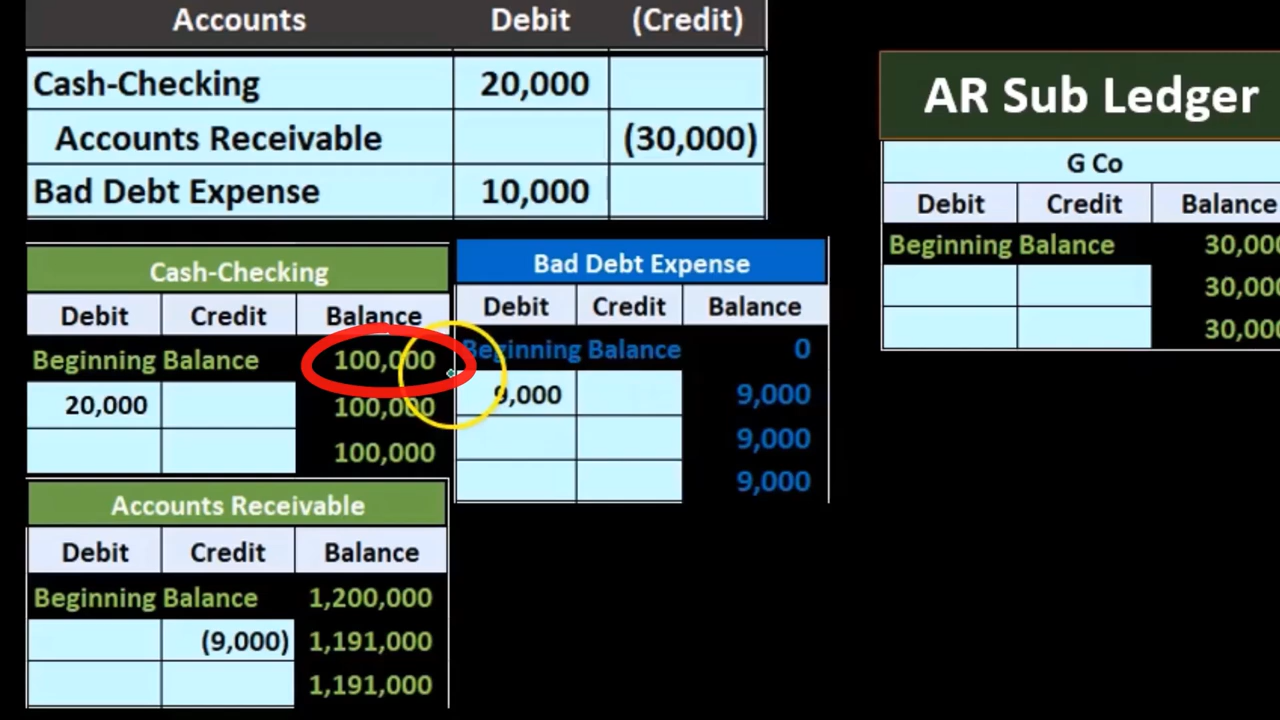 Accounts Debit (Credit)
Cash-Checking 20,000
Accounts Receivable (30,000)
Bad Debt Expense 10,000
AR Sub Ledger
G Co
Debit Credit Balance
Beginning Balance 30,000
30,000
30,000
Cash-Checking
Debit Credit Balance
Beginning Balance 100,000
20,000 100,000
100,000
Bad Debt Expense
Debit Credit Balance
Beginning Balance 0
9,000 9,000
9,000
9,000
Accounts Receivable
Debit Credit Balance
Beginning Balance 1,200,000
(9,000) 1,191,000
1,191,000